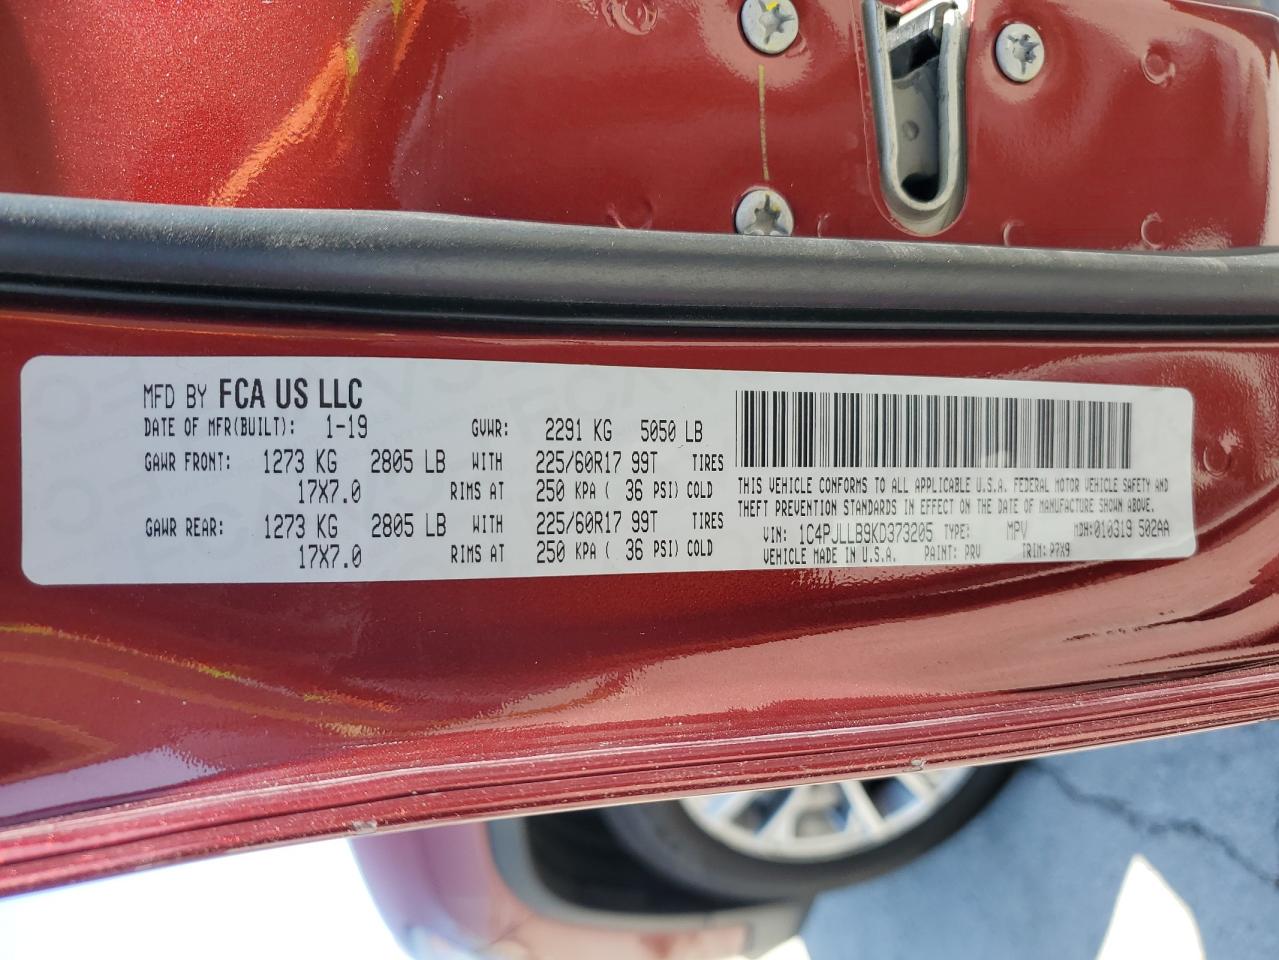 MFD BY FCA US LLC
DATE OF MFR(BUILT): 1-19 GVWR: 2291 KG 5050 LB
GAWR FRONT: 1273 KG 2805 LB WITH 225/60R17 99T TIRES
17X7.0 RIMS AT 250 KPA ( 36 PSI) COLD
GAWR REAR: 1273 KG 2805 LB WITH 225/60R17 99T TIRES
17X7.0 RIMS AT 250 KPA ( 36 PSI) COLD
THIS VEHICLE CONFORMS TO ALL APPLICABLE U.S.A. FEDERAL MOTOR VEHICLE SAFETY AND
THEFT PREVENTION STANDARDS IN EFFECT ON THE DATE OF MANUFACTURE SHOWN ABOVE.
VIN: 1C4PJLLB9KD373205 TYPE: MPV MDH:010319 502AA
VEHICLE MADE IN U.S.A. PAINT: PRV TRIM: